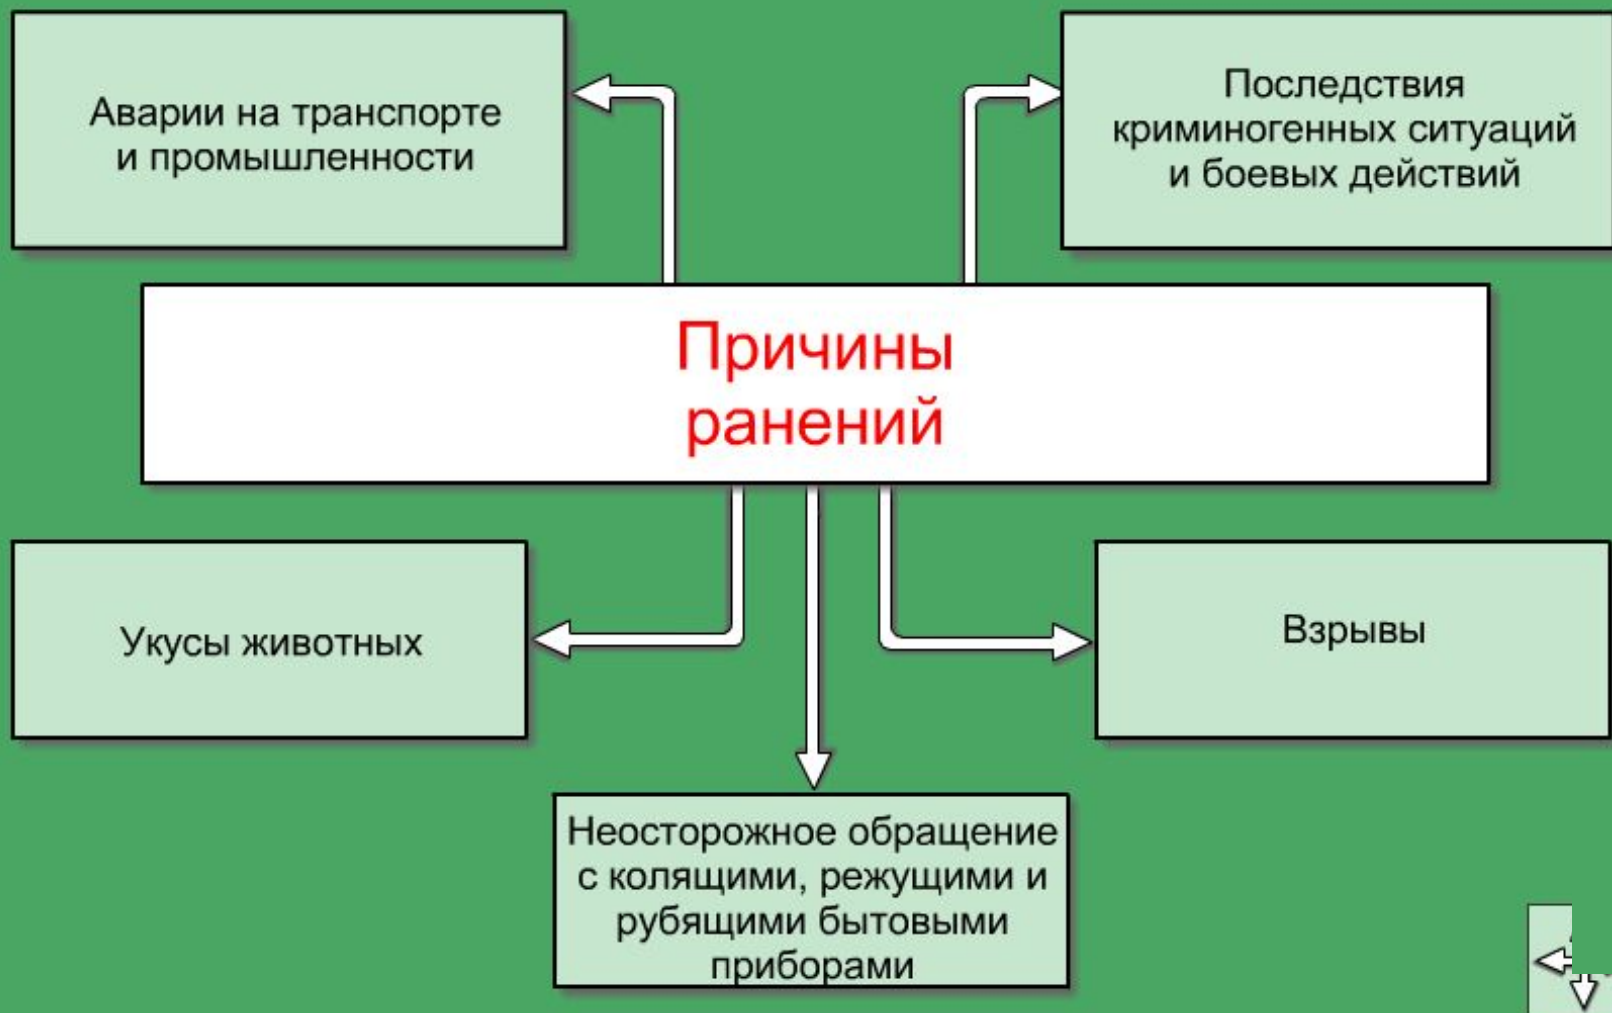 Аварии на транспорте
и промышленности
Последствия
криминогенных ситуаций
и боевых действий
Причины
ранений
Укусы животных
Взрывы
Неосторожное обращение
с колящими, режущими и
рубящими бытовыми
приборами